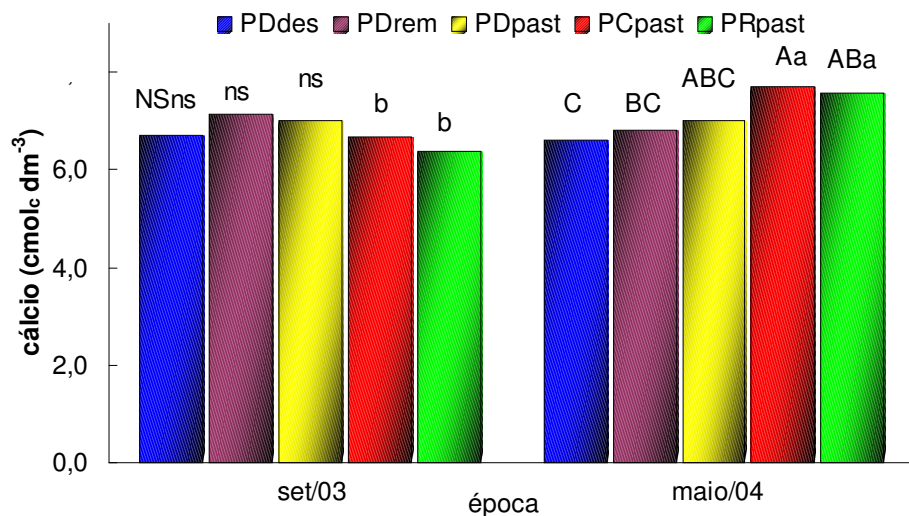 PDdes PDrem PDpast PCpast PRpast
NSns ns ns b b C BC ABC Aa ABa
cálcio (cmolc dm-3)
6,0
4,0
2,0
0,0
set/03 maio/04
época